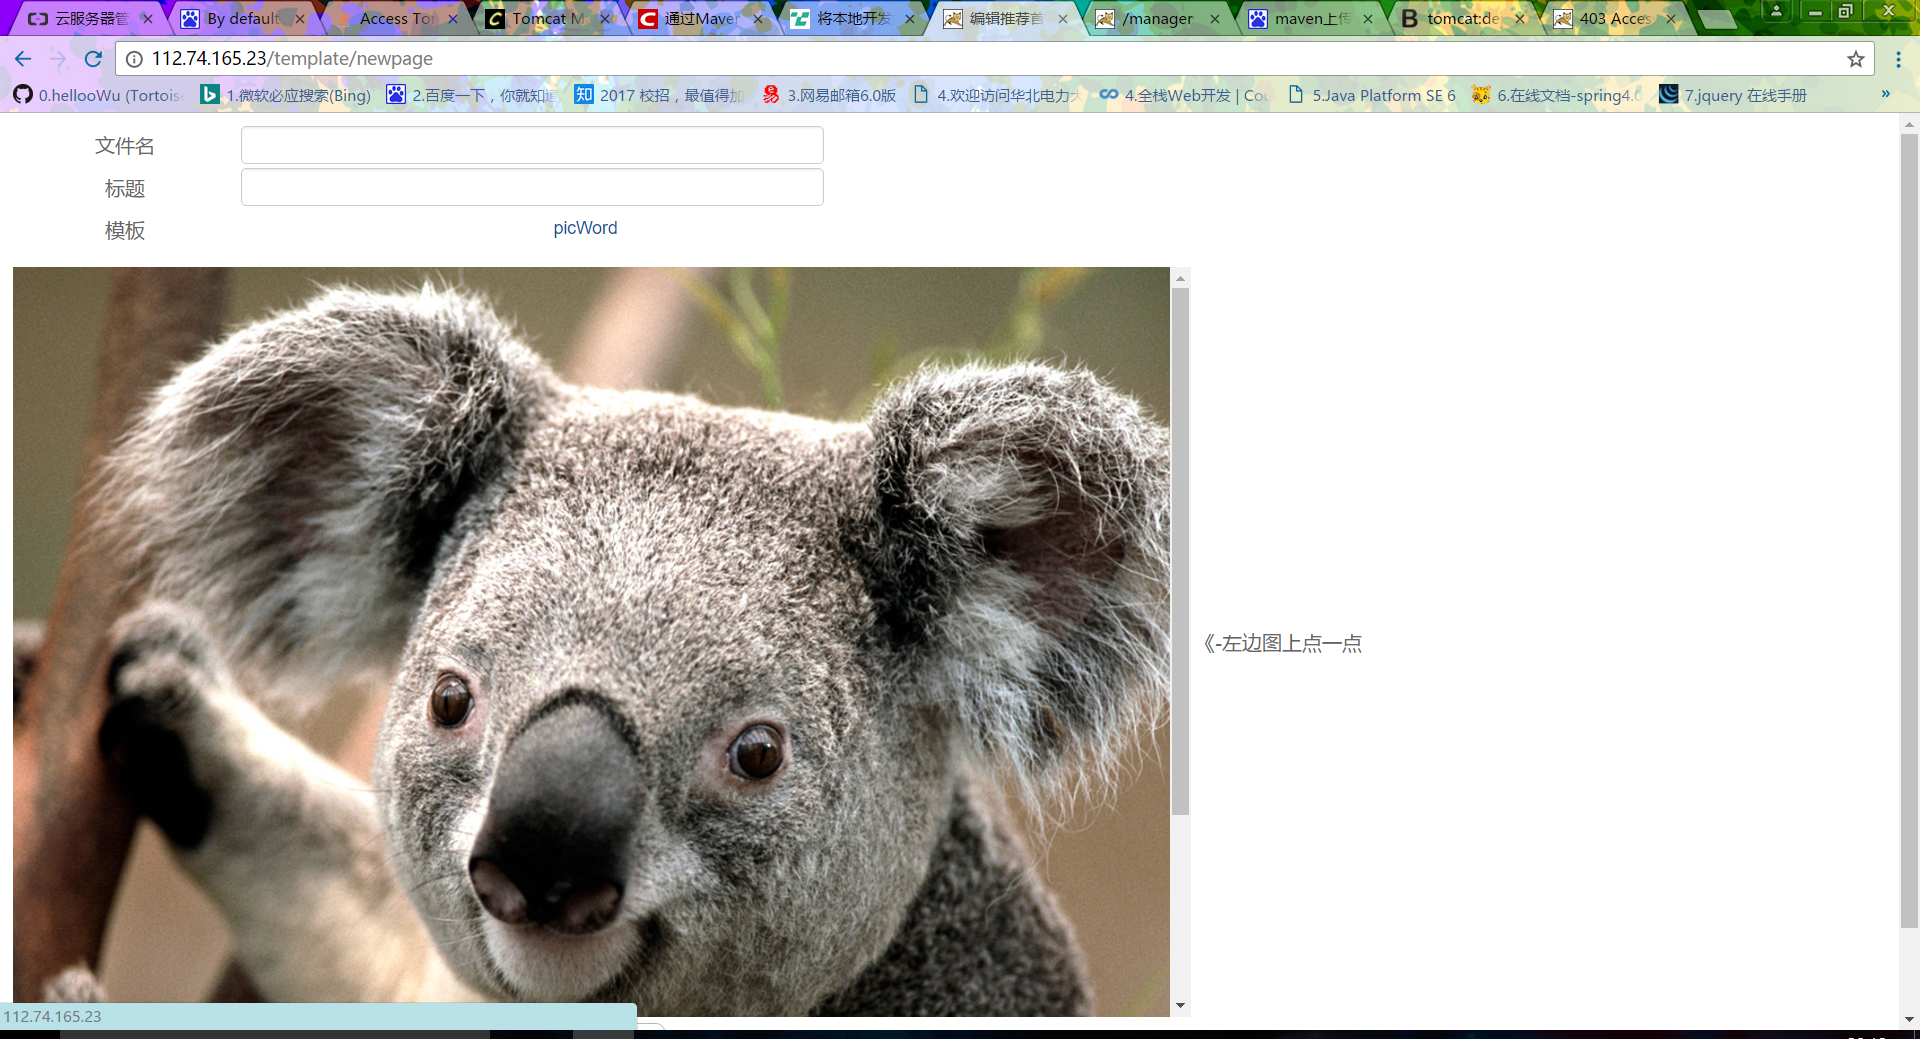 云服务器管
By default
Access Tom
Tomcat M
通过Maven
将本地开发
编辑推荐首
/manager
maven上传
tomcat:de
403 Acces
112.74.165.23/template/newpage
0.hellooWu (Tortoise
1.微软必应搜索(Bing)
2.百度一下，你就知道
2017 校招，最值得加
3.网易邮箱6.0版
4.欢迎访问华北电力大
4.全栈Web开发 | Cou
5.Java Platform SE 6
6.在线文档-spring4.0
7.jquery 在线手册
»
文件名
标题
模板
picWord
《-左边图上点一点
112.74.165.23